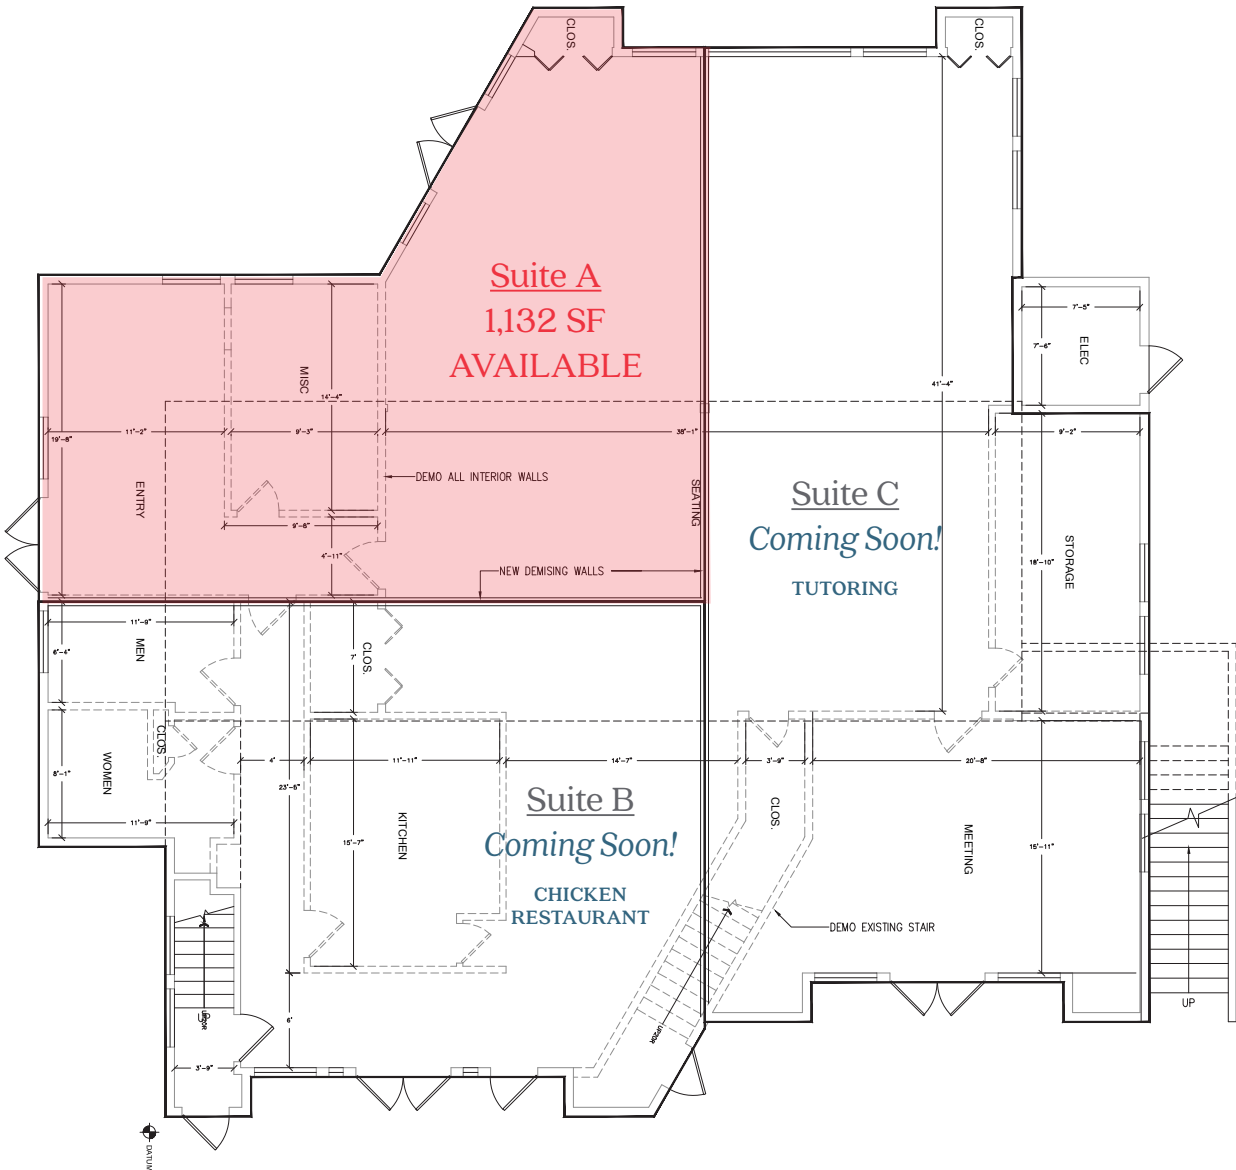 CLOS.
CLOS.
Suite A
1,132 SF
AVAILABLE
7'-5"
7'-6"
ELEC
MISC
14'-4"
41'-4"
19'-8"
11'-2"
9'-3"
38'-1"
9'-2"
DEMO ALL INTERIOR WALLS
ENTRY
SEATING
Suite C
Coming Soon!
TUTORING
9'-6"
4'-11"
NEW DEMISING WALLS
STORAGE
18'-10"
11'-9"
6'-4"
MEN
7'
CLOS.
CLOS
WOMEN
8'-1"
4'
11'-11"
14'-7"
3'-9"
20'-8"
23'-5"
11'-9"
Suite B
Coming Soon!
CHICKEN
RESTAURANT
KITCHEN
15'-7"
CLOS.
MEETING
15'-11"
DEMO EXISTING STAIR
UP
UP
UP20R
6'
3'-9"
DATUM